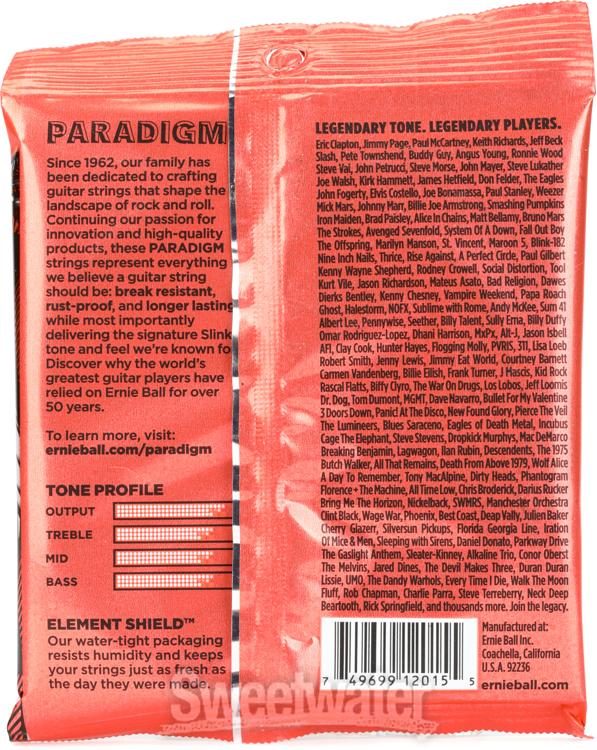 PARADIGM
Since 1962, our family has
been dedicated to crafting
guitar strings that shape the
landscape of rock and roll.
Continuing our passion for
innovation and high-quality
products, these PARADIGM
strings represent everything
we believe a guitar string
should be: break resistant,
rust-proof, and longer lasting
while most importantly
delivering the signature Slink
tone and feel we're known fo
Discover why the world's
greatest guitar players have
relied on Ernie Ball for over
50 years.
To learn more, visit:
ernieball.com/paradigm
TONE PROFILE
OUTPUT
TREBLE
MID
BASS
ELEMENT SHIELD™
Our water-tight packaging
resists humidity and keeps
your strings just as fresh as
the day they were made.
LEGENDARY TONE. LEGENDARY PLAYERS.
Eric Clapton, Jimmy Page, Paul McCartney, Keith Richards, Jeff Beck
Slash, Pete Townshend, Buddy Guy, Angus Young, Ronnie Wood
Steve Vai, John Petrucci, Steve Morse, John Mayer, Steve Lukather
Joe Walsh, Kirk Hammett, James Hetfield, Don Felder, The Eagles
John Fogerty, Elvis Costello, Joe Bonamassa, Paul Stanley, Weezer
Mick Mars, Johnny Marr, Billie Joe Armstrong, Smashing Pumpkins
Iron Maiden, Brad Paisley, Alice In Chains, Matt Bellamy, Bruno Mars
The Strokes, Avenged Sevenfold, System Of A Down, Fall Out Boy
The Offspring, Marilyn Manson, St. Vincent, Maroon 5, Blink-182
Nine Inch Nails, Thrice, Rise Against, A Perfect Circle, Paul Gilbert
Kenny Wayne Shepherd, Rodney Crowell, Social Distortion, Tool
Kurt Vile, Jason Richardson, Mateus Asato, Bad Religion, Dawes
Dierks Bentley, Kenny Chesney, Vampire Weekend, Papa Roach
Ghost, Halestorm, NOFX, Sublime with Rome, Andy McKee, Sum 41
Albert Lee, Pennywise, Seether, Billy Talent, Sully Erna, Billy Duffy
Omar Rodriguez-Lopez, Dhani Harrison, MxPx, Alt-J, Jason Isbell
AFI, Clay Cook, Hunter Hayes, Flogging Molly, PVRIS, 311, Lisa Loeb
Robert Smith, Jenny Lewis, Jimmy Eat World, Courtney Barnett
Carmen Vandenberg, Billie Eilish, Frank Turner, J Mascis, Kid Rock
Rascal Flatts, Biffy Clyro, The War On Drugs, Los Lobos, Jeff Loomis
Dr. Dog, Tom Dumont, MGMT, Dave Navarro, Bullet For My Valentine
3 Doors Down, Panic! At The Disco, New Found Glory, Pierce The Veil
The Lumineers, Blues Saraceno, Eagles of Death Metal, Incubus
Cage The Elephant, Steve Stevens, Dropkick Murphys, Mac DeMarco
Breaking Benjamin, Lagwagon, Ilan Rubin, Descendents, The 1975
Butch Walker, All That Remains, Death From Above 1979, Wolf Alice
A Day To Remember, Tony MacAlpine, Dirty Heads, Phantogram
Florence + The Machine, All Time Low, Chris Broderick, Darius Rucker
Bring Me The Horizon, Nickelback, SWMRS, Manchester Orchestra
Clint Black, Wage War, Phoenix, Best Coast, Deap Vally, Julien Baker
Cherry Glazerr, Silversun Pickups, Florida Georgia Line, Iration
Of Mice & Men, Sleeping with Sirens, Daniel Donato, Parkway Drive
The Gaslight Anthem, Sleater-Kinney, Alkaline Trio, Conor Oberst
The Melvins, Jared Dines, The Devil Makes Three, Duran Duran
Lissie, UMO, The Dandy Warhols, Every Time I Die, Walk The Moon
Fluff, Rob Chapman, Charlie Parra, Steve Terreberry, Neck Deep
Beartooth, Rick Springfield, and thousands more. Join the legacy.
7 49699 12015 5
Manufactured at:
Ernie Ball Inc.
Coachella, California
U.S.A. 92236
ernieball.com
Sweetwater